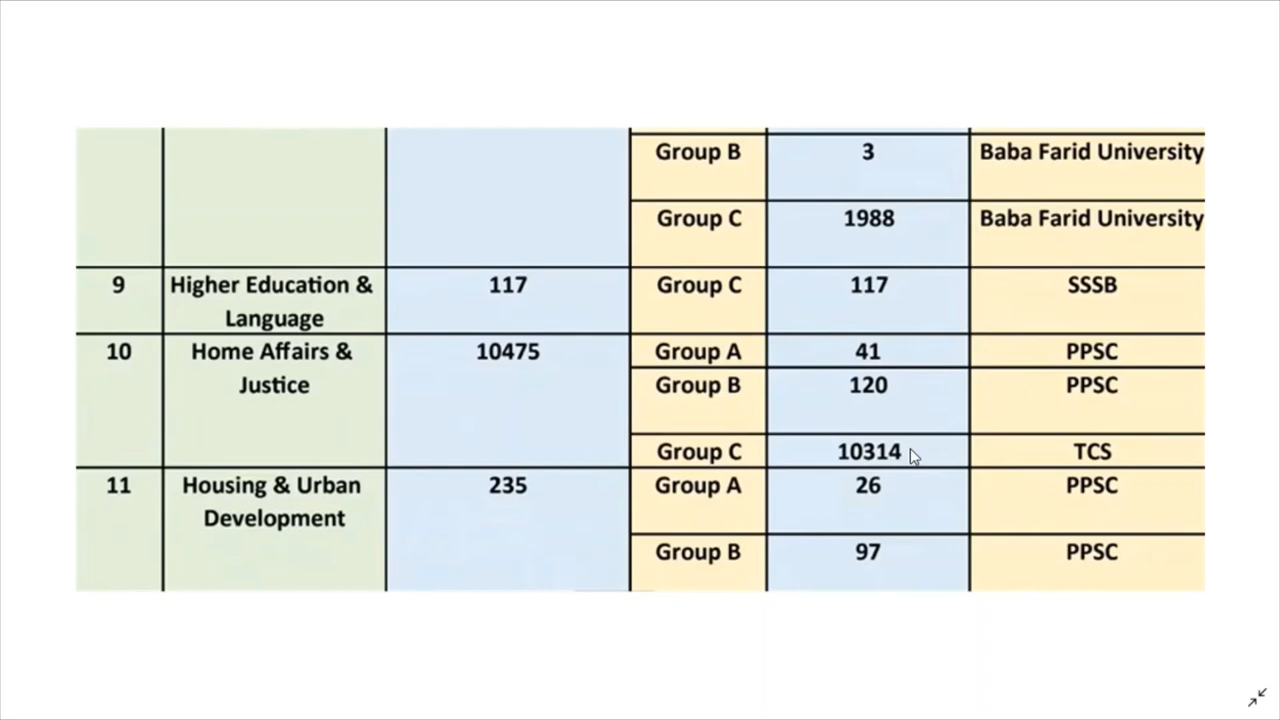 Group B 3 Baba Farid University
Group C 1988 Baba Farid University
9 Higher Education & 117 Group C 117 SSSB
Language
10 Home Affairs & 10475 Group A 41 PPSC
Justice Group B 120 PPSC
Group C 10314 TCS
11 Housing & Urban 235 Group A 26 PPSC
Development
Group B 97 PPSC